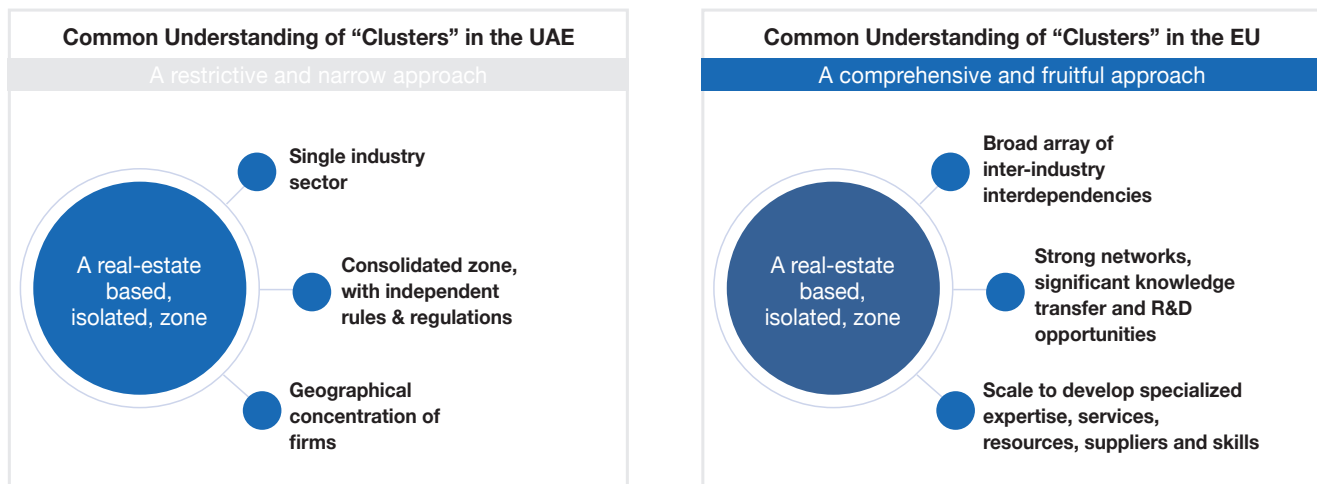 Common Understanding of “Clusters” in the UAE
A restrictive and narrow approach
A real-estate
based,
isolated, zone
Single industry
sector
Consolidated zone,
with independent
rules & regulations
Geographical
concentration of
firms
Common Understanding of “Clusters” in the EU
A comprehensive and fruitful approach
A real-estate
based,
isolated, zone
Broad array of
inter-industry
interdependencies
Strong networks,
significant knowledge
transfer and R&D
opportunities
Scale to develop specialized
expertise, services,
resources, suppliers and skills